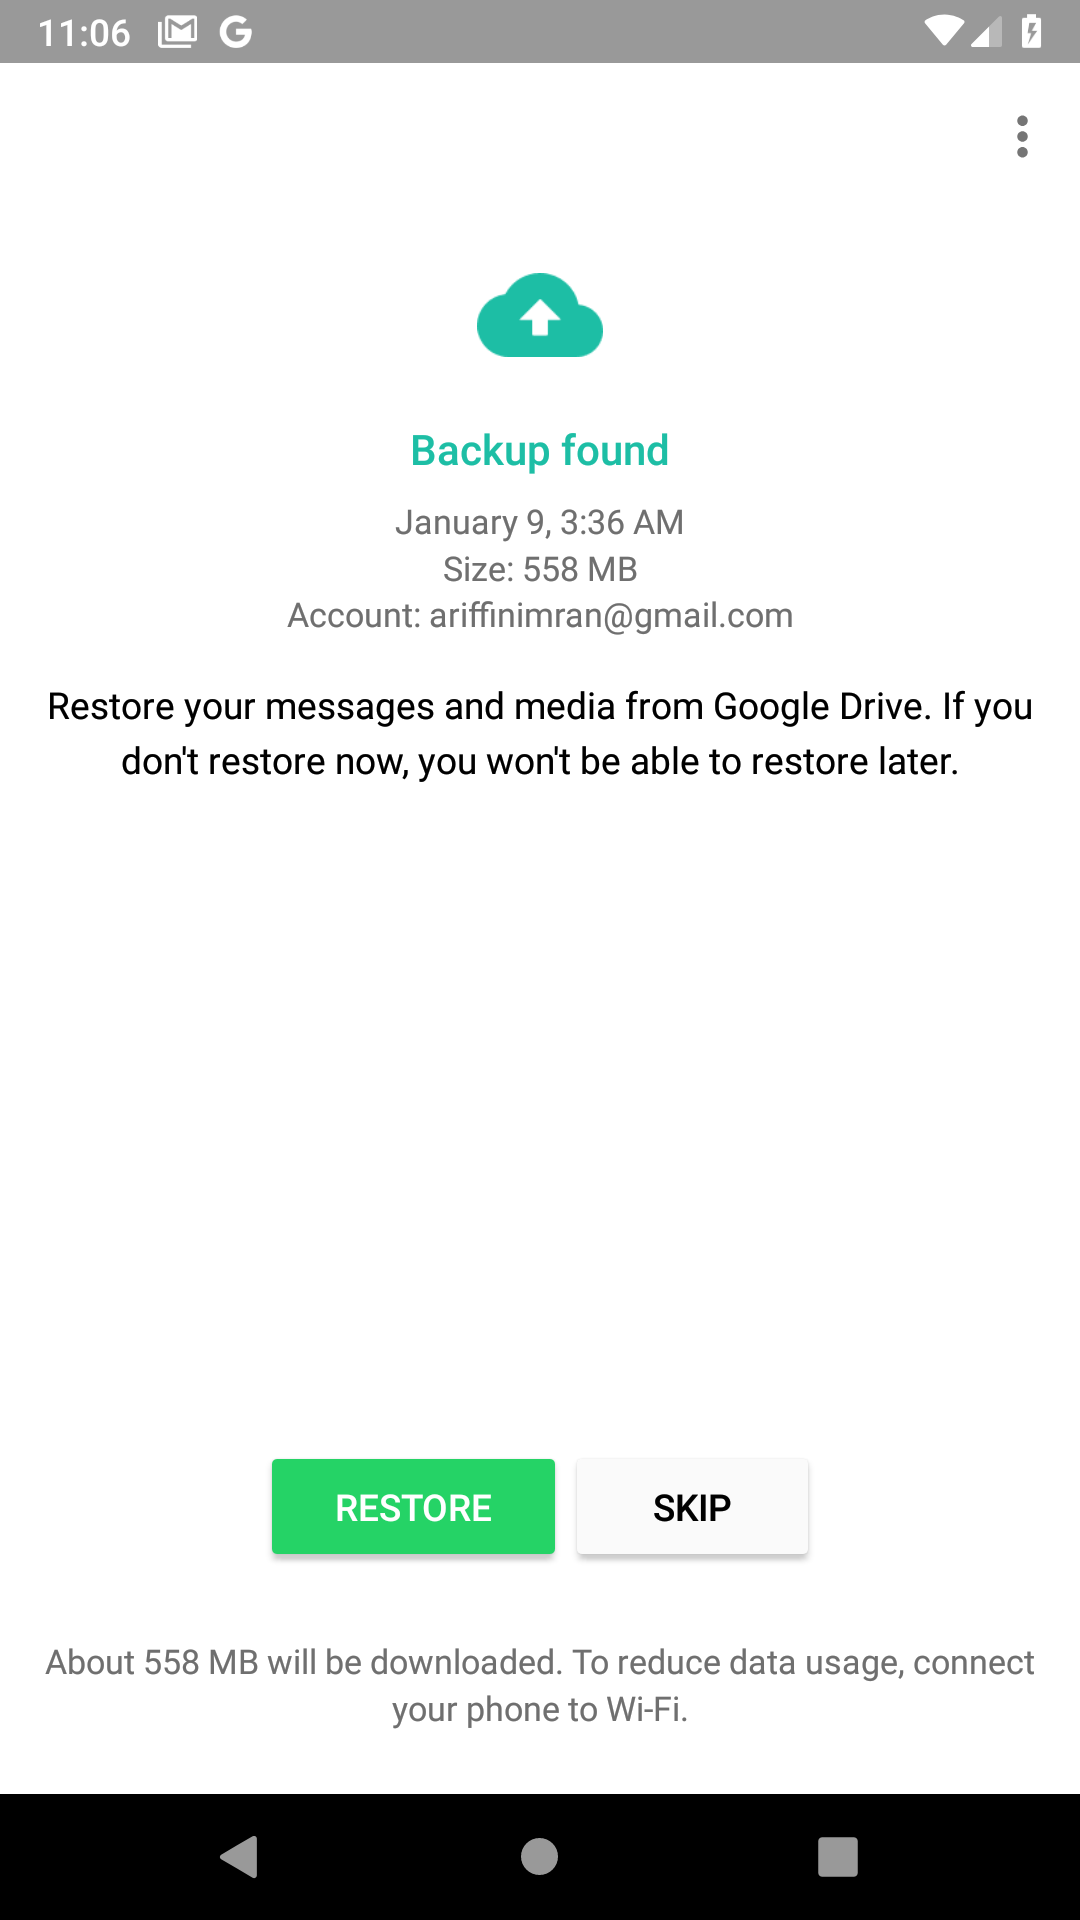 11:06
Backup found
January 9, 3:36 AM
Size: 558 MB
Account: ariffinimran@gmail.com
Restore your messages and media from Google Drive. If you
don't restore now, you won't be able to restore later.
RESTORE
SKIP
About 558 MB will be downloaded. To reduce data usage, connect
your phone to Wi-Fi.